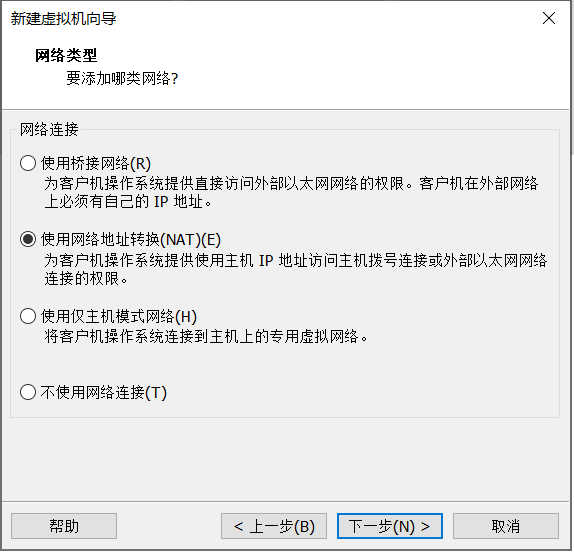 新建虚拟机向导
网络类型
要添加哪类网络?
网络连接
使用桥接网络(R)
为客户机操作系统提供直接访问外部以太网网络的权限。客户机在外部网络
上必须有自己的 IP 地址。
使用网络地址转换(NAT)(E)
为客户机操作系统提供使用主机 IP 地址访问主机拨号连接或外部以太网网络
连接的权限。
使用仅主机模式网络(H)
将客户机操作系统连接到主机上的专用虚拟网络。
不使用网络连接(T)
帮助
< 上一步(B)
下一步(N) >
取消